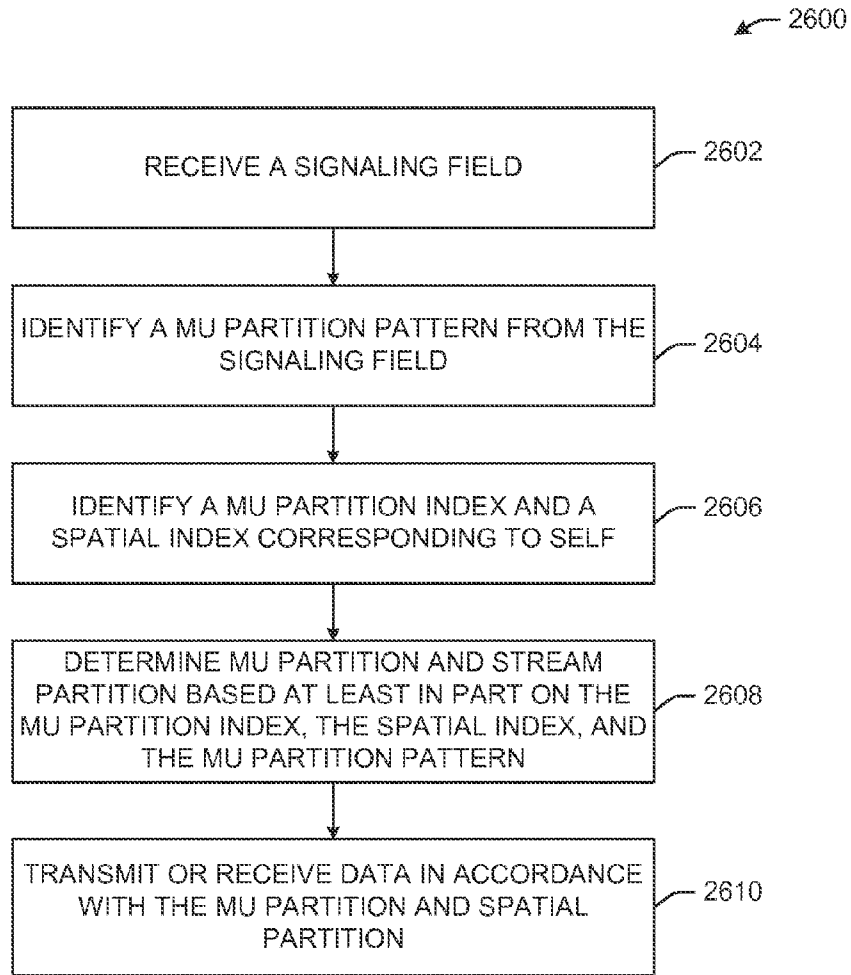 2600
RECEIVE A SIGNALING FIELD
2602
IDENTIFY A MU PARTITION PATTERN FROM THE
SIGNALING FIELD
2604
IDENTIFY A MU PARTITION INDEX AND A
SPATIAL INDEX CORRESPONDING TO SELF
2606
DETERMINE MU PARTITION AND STREAM
PARTITION BASED AT LEAST IN PART ON THE
MU PARTITION INDEX, THE SPATIAL INDEX, AND
THE MU PARTITION PATTERN
2608
TRANSMIT OR RECEIVE DATA IN ACCORDANCE
WITH THE MU PARTITION AND SPATIAL
PARTITION
2610